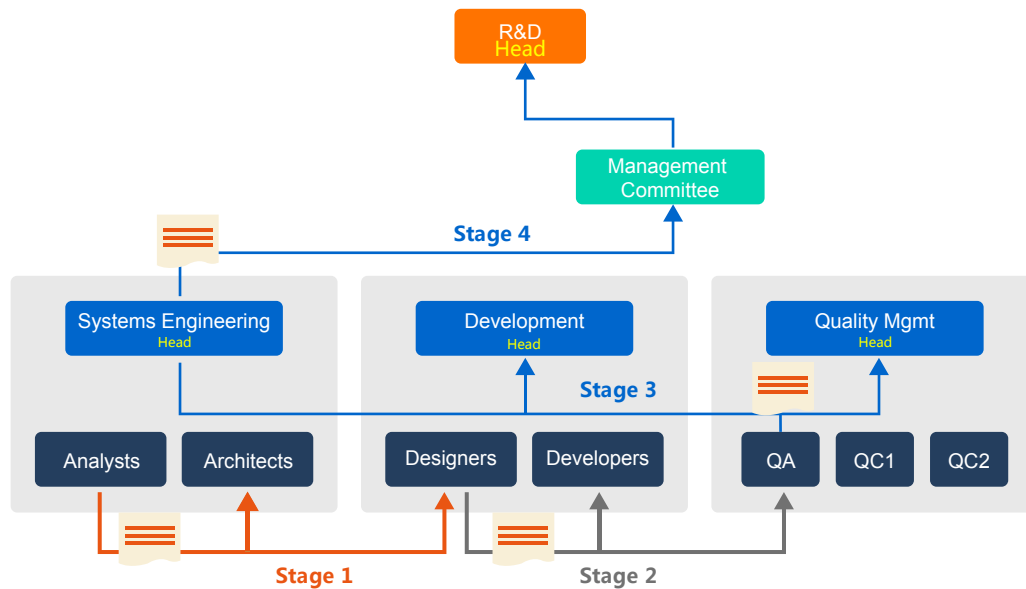 R&D
Head
Management
Committee
Stage 4
Systems Engineering
Head
Development
Head
Quality Mgmt
Head
Stage 3
Analysts
Architects
Designers
Developers
QA
QC1
QC2
Stage 1
Stage 2